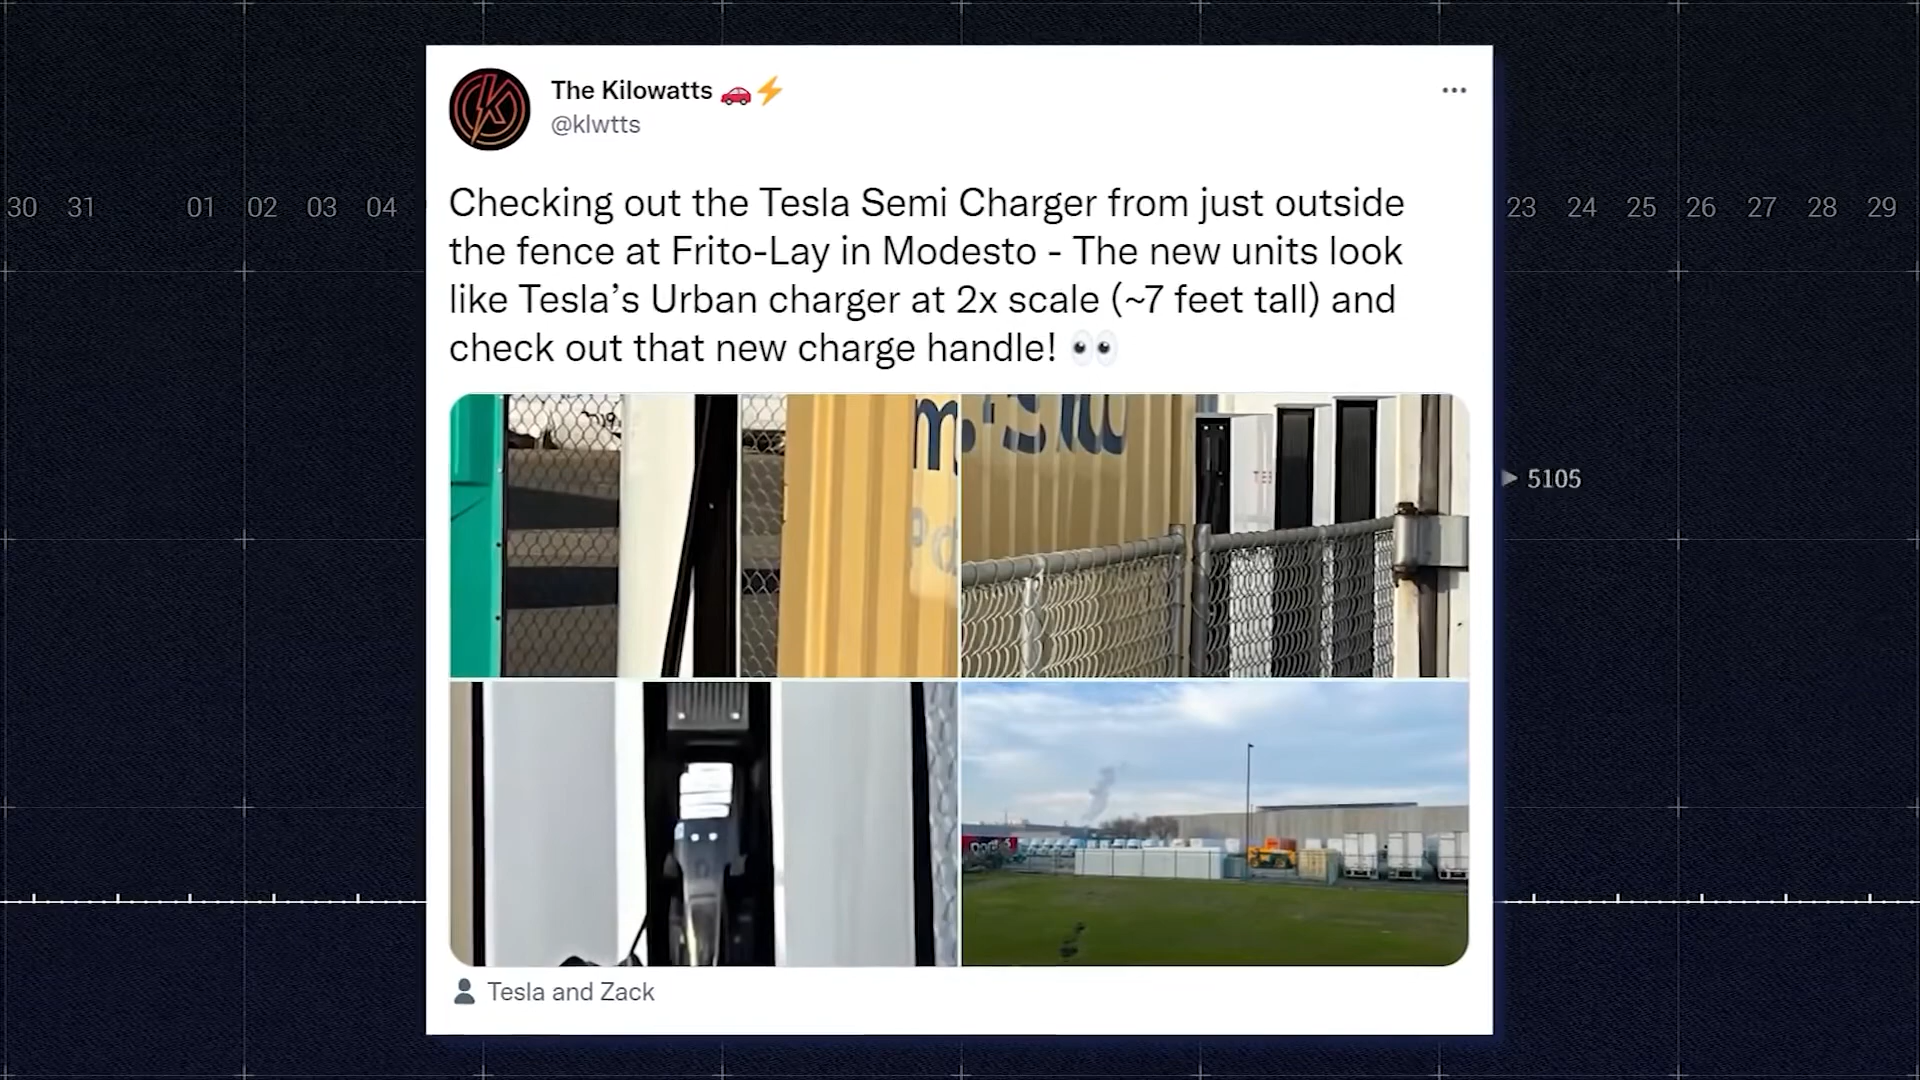 The Kilowatts 🚗⚡
@klwtts
Checking out the Tesla Semi Charger from just outside
the fence at Frito-Lay in Modesto - The new units look
like Tesla’s Urban charger at 2x scale (~7 feet tall) and
check out that new charge handle! 👀
Tesla and Zack
30 31 01 02 03 04
23 24 25 26 27 28 29
5105